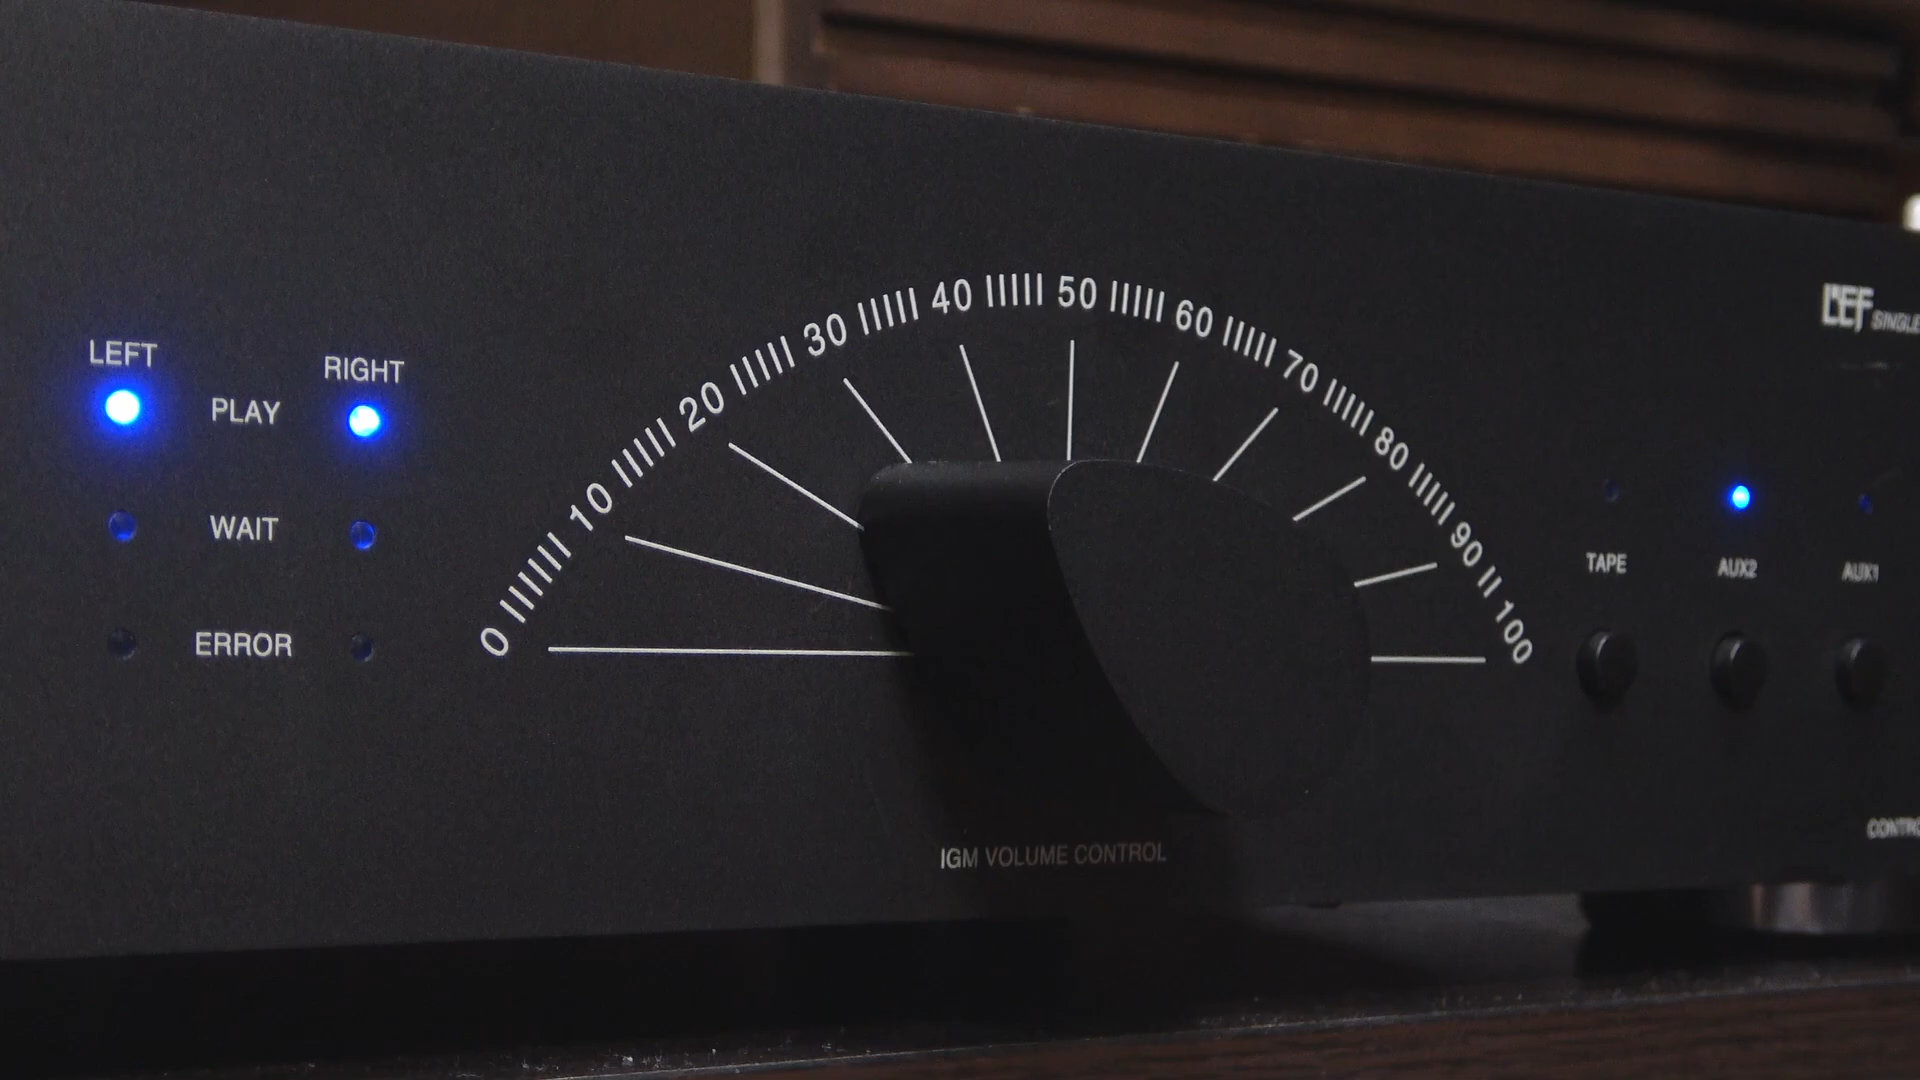 LEFT
RIGHT
PLAY
WAIT
ERROR
0 10 20 30 40 50 60 70 80 90 100
IGM VOLUME CONTROL
SINGLE
TAPE AUX2 AUX1